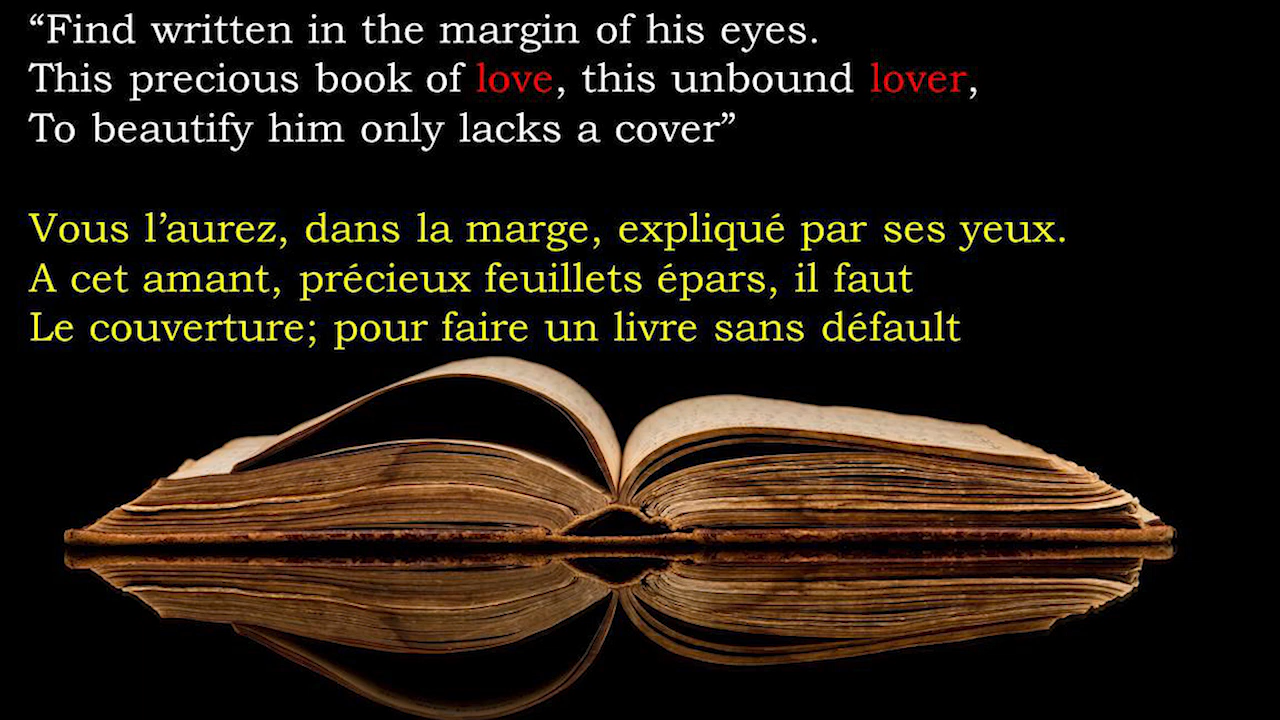 “Find written in the margin of his eyes.
This precious book of love, this unbound lover,
To beautify him only lacks a cover”
Vous l’aurez, dans la marge, expliqué par ses yeux.
A cet amant, précieux feuillets épars, il faut
Le couverture; pour faire un livre sans défault